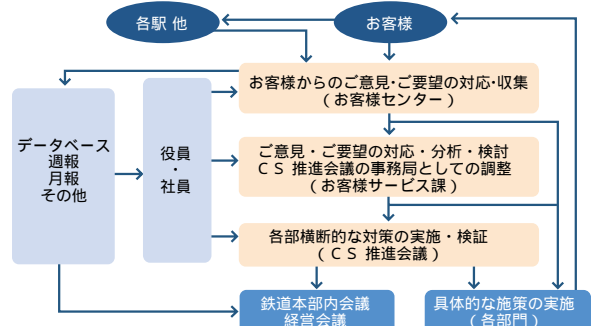 各駅 他
お客様
お客様からのご意見･ご要望の対応･収集
(お客様センター)
データベース
週報
月報
その他
役員
・
社員
ご意見・ご要望の対応・分析・検討
ＣＳ 推進会議の事務局としての調整
(お客様サービス課)
各部横断的な対策の実施・検証
(ＣＳ 推進会議)
鉄道本部内会議
経営会議
具体的な施策の実施
(各部門)